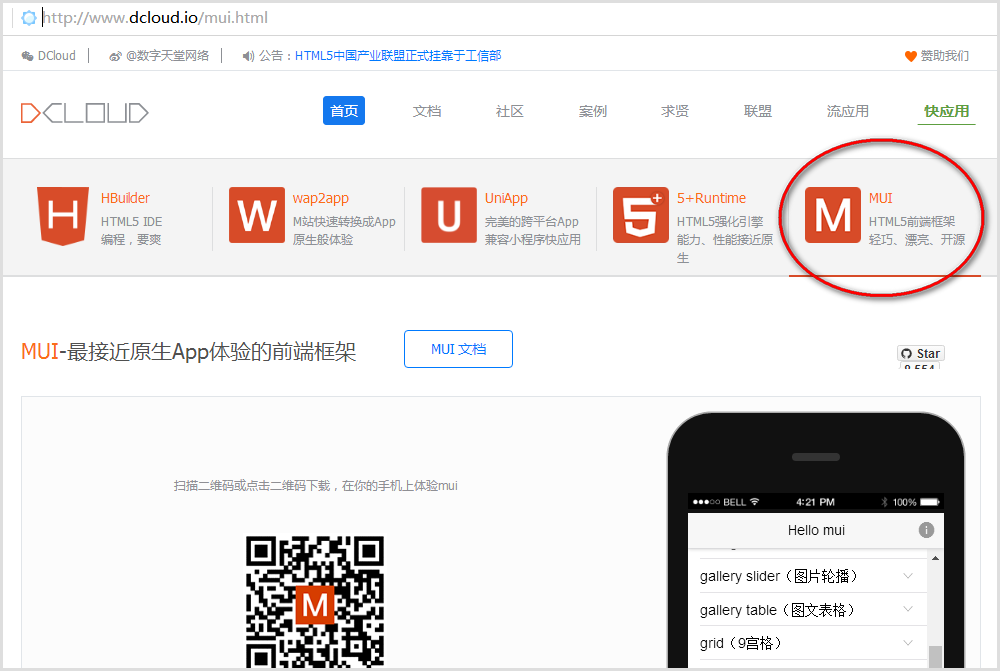 http://www.dcloud.io/mui.html
DCloud @数字天堂网络 公告：HTML5中国产业联盟正式挂靠于工信部 赞助我们
DCLOUD 首页 文档 社区 案例 求贤 联盟 流应用 快应用
H HBuilder
HTML5 IDE
编程，要爽
W wap2app
M站快速转换成App
原生般体验
U UniApp
完美的跨平台App
兼容小程序快应用
5+ 5+Runtime
HTML5强化引擎
能力、性能接近原
生
M MUI
HTML5前端框架
轻巧、漂亮、开源
MUI-最接近原生App体验的前端框架 MUI 文档 Star
扫描二维码或点击二维码下载，在你的手机上体验mui
M
BELL 4:21 PM 100%
Hello mui i
gallery slider（图片轮播）
gallery table（图文表格）
grid（9宫格）